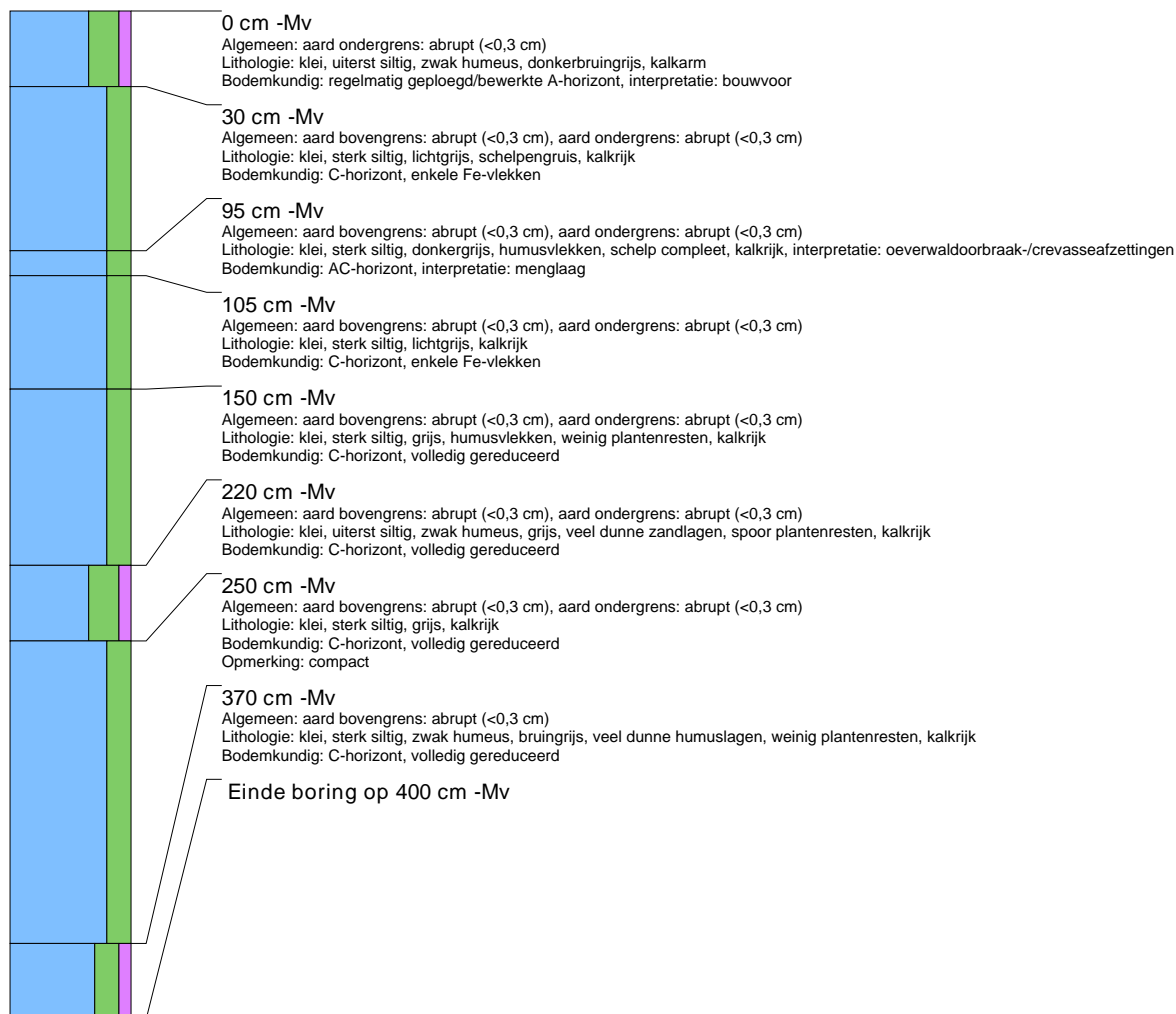 0 cm -Mv
Algemeen: aard ondergrens: abrupt (<0,3 cm)
Lithologie: klei, uiterst siltig, zwak humeus, donkerbruingrijs, kalkarm
Bodemkundig: regelmatig geploegd/bewerkte A-horizont, interpretatie: bouwvoor
30 cm -Mv
Algemeen: aard bovengrens: abrupt (<0,3 cm), aard ondergrens: abrupt (<0,3 cm)
Lithologie: klei, sterk siltig, lichtgrijs, schelpengruis, kalkrijk
Bodemkundig: C-horizont, enkele Fe-vlekken
95 cm -Mv
Algemeen: aard bovengrens: abrupt (<0,3 cm), aard ondergrens: abrupt (<0,3 cm)
Lithologie: klei, sterk siltig, donkergrijs, humusvlekken, schelp compleet, kalkrijk, interpretatie: oeverwaldoorbraak-/crevasseafzettingen
Bodemkundig: AC-horizont, interpretatie: menglaag
105 cm -Mv
Algemeen: aard bovengrens: abrupt (<0,3 cm), aard ondergrens: abrupt (<0,3 cm)
Lithologie: klei, sterk siltig, lichtgrijs, kalkrijk
Bodemkundig: C-horizont, enkele Fe-vlekken
150 cm -Mv
Algemeen: aard bovengrens: abrupt (<0,3 cm), aard ondergrens: abrupt (<0,3 cm)
Lithologie: klei, sterk siltig, grijs, humusvlekken, weinig plantenresten, kalkrijk
Bodemkundig: C-horizont, volledig gereduceerd
220 cm -Mv
Algemeen: aard bovengrens: abrupt (<0,3 cm), aard ondergrens: abrupt (<0,3 cm)
Lithologie: klei, uiterst siltig, zwak humeus, grijs, veel dunne zandlagen, spoor plantenresten, kalkrijk
Bodemkundig: C-horizont, volledig gereduceerd
250 cm -Mv
Algemeen: aard bovengrens: abrupt (<0,3 cm), aard ondergrens: abrupt (<0,3 cm)
Lithologie: klei, sterk siltig, grijs, kalkrijk
Bodemkundig: C-horizont, volledig gereduceerd
Opmerking: compact
370 cm -Mv
Algemeen: aard bovengrens: abrupt (<0,3 cm)
Lithologie: klei, sterk siltig, zwak humeus, bruingrijs, veel dunne humuslagen, weinig plantenresten, kalkrijk
Bodemkundig: C-horizont, volledig gereduceerd
Einde boring op 400 cm -Mv